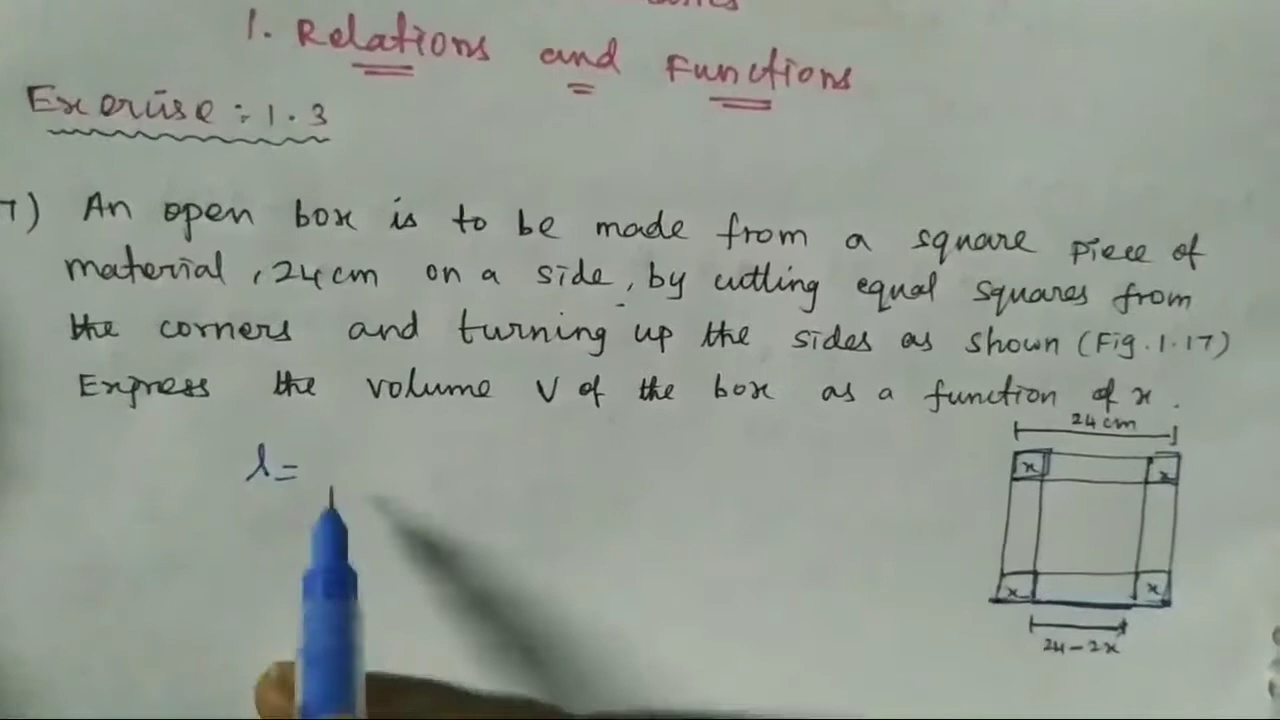 1. Relations and Functions
Exercise : 1.3
7) An open box is to be made from a square piece of
material, 24 cm on a side, by cutting equal squares from
the corners and turning up the sides as shown (Fig. 1.17)
Express the volume V of the box as a function of x.
24 cm
x x
x x
24-2x
l =